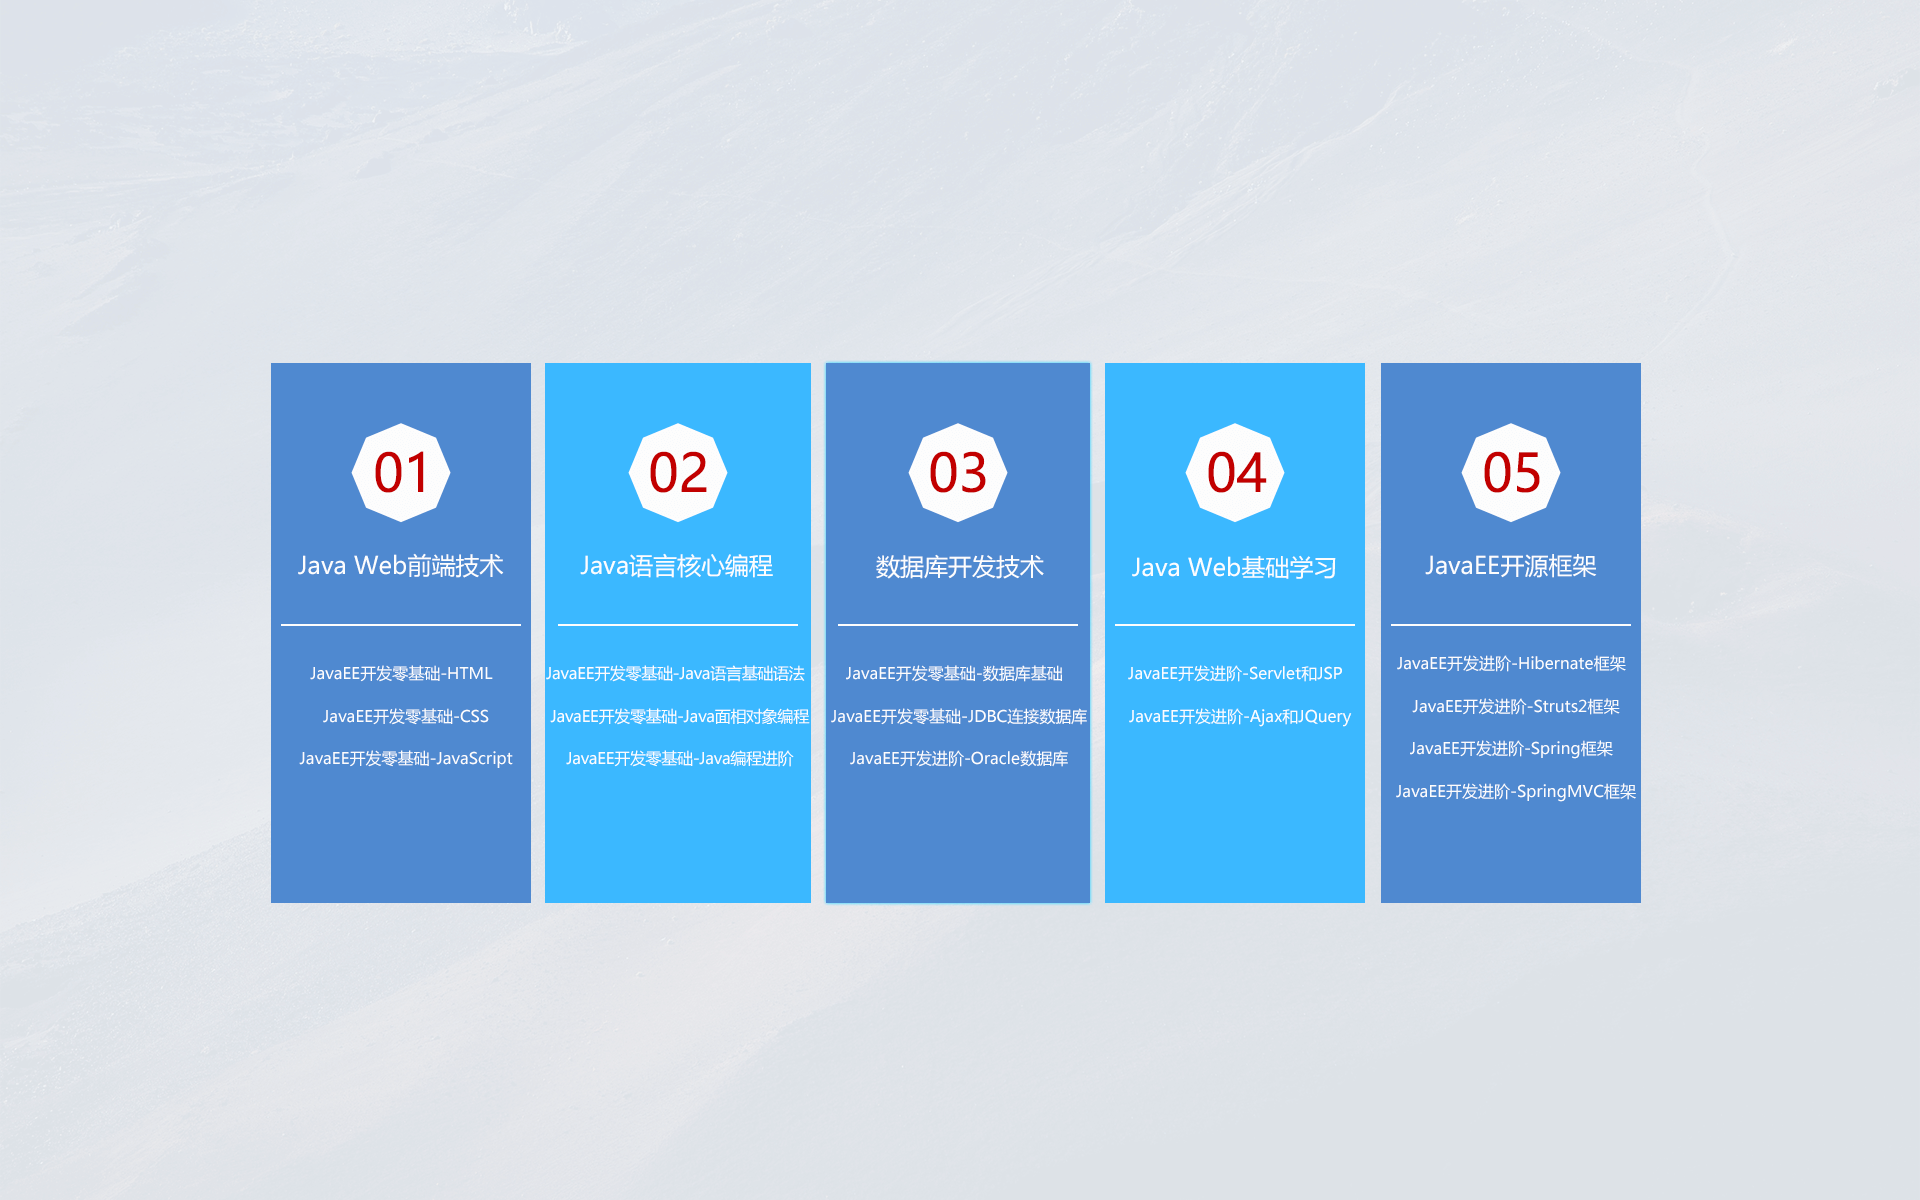 01
Java Web前端技术
JavaEE开发零基础-HTML
JavaEE开发零基础-CSS
JavaEE开发零基础-JavaScript
02
Java语言核心编程
JavaEE开发零基础-Java语言基础语法
JavaEE开发零基础-Java面相对象编程
JavaEE开发零基础-Java编程进阶
03
数据库开发技术
JavaEE开发零基础-数据库基础
JavaEE开发零基础-JDBC连接数据库
JavaEE开发进阶-Oracle数据库
04
Java Web基础学习
JavaEE开发进阶-Servlet和JSP
JavaEE开发进阶-Ajax和JQuery
05
JavaEE开源框架
JavaEE开发进阶-Hibernate框架
JavaEE开发进阶-Struts2框架
JavaEE开发进阶-Spring框架
JavaEE开发进阶-SpringMVC框架